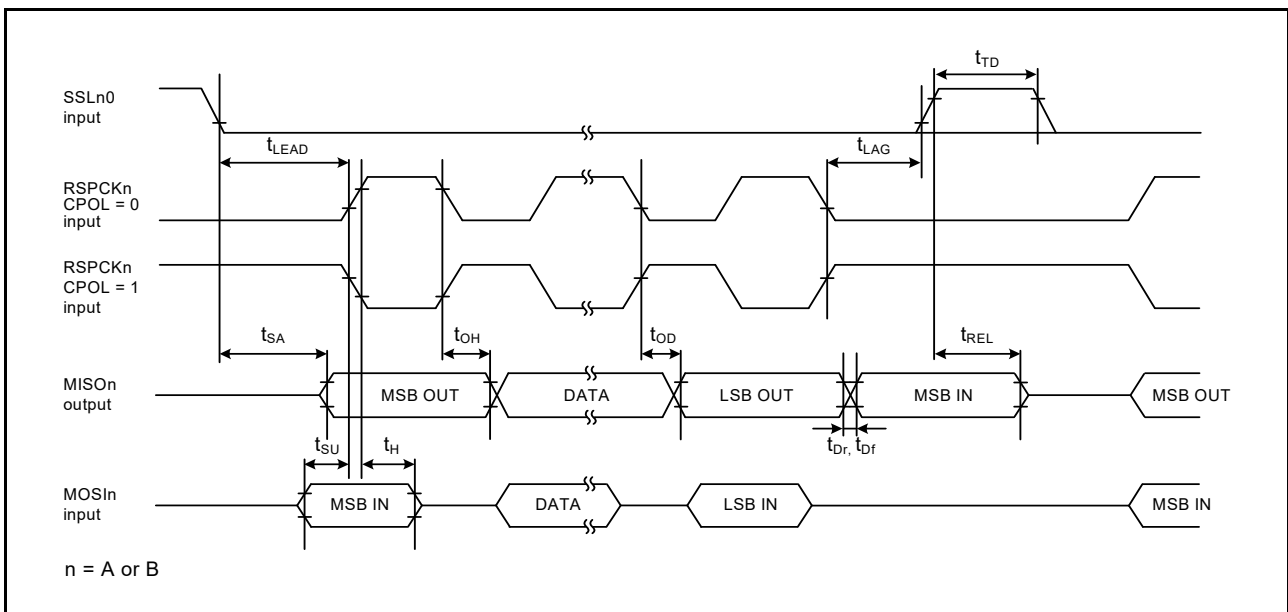 tTD
SSLn0
input
tLEAD
tLAG
RSPCKn
CPOL = 0
input
RSPCKn
CPOL = 1
input
tSA
tOH
tOD
tREL
MISOn
output
MSB OUT
DATA
LSB OUT
MSB IN
MSB OUT
tSU
tH
tDr, tDf
MOSIn
input
MSB IN
DATA
LSB IN
MSB IN
n = A or B